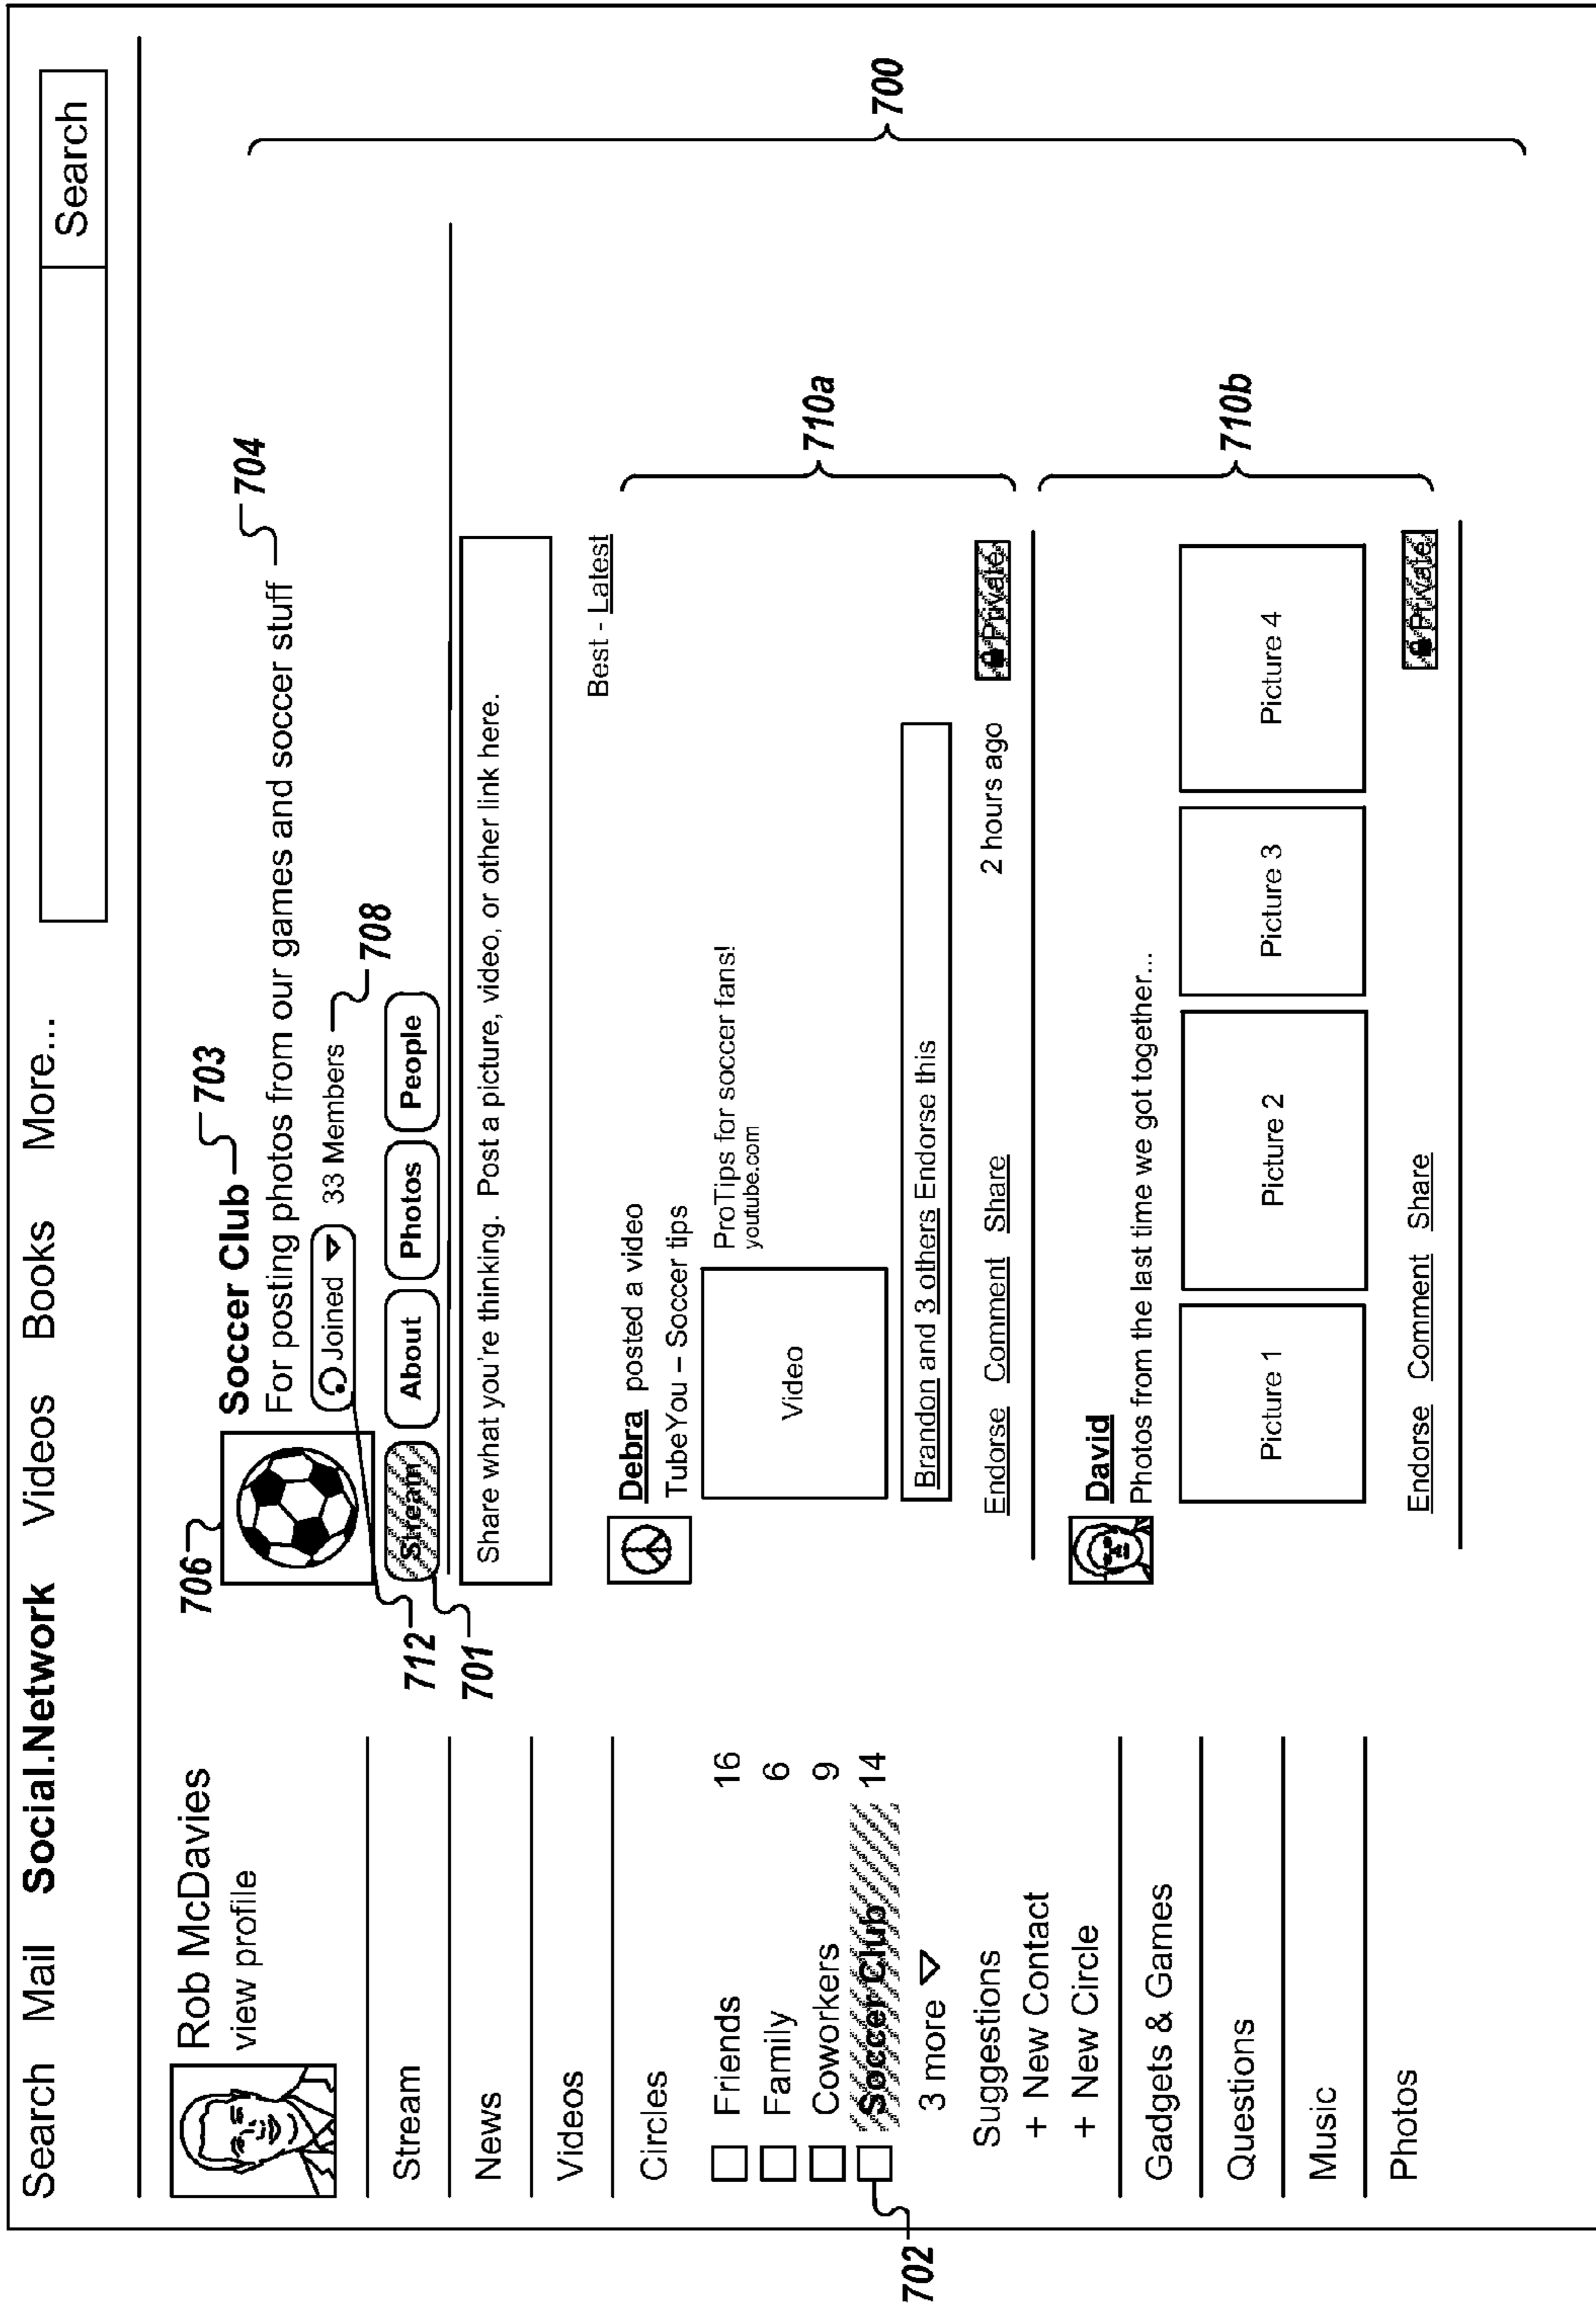 Search Mail Social.Network Videos Books More... Search
Rob McDavies
view profile
Stream
News
Videos
Circles
Friends 16
Family 6
Coworkers 9
Soccer Club 14
3 more
702
Suggestions
+ New Contact
+ New Circle
Gadgets & Games
Questions
Music
Photos
706
Soccer Club 703
For posting photos from our games and soccer stuff 704
Joined 33 Members 708
Stream About Photos People
712
701
700
Share what you're thinking. Post a picture, video, or other link here.
Best - Latest
Debra posted a video
TubeYou – Soccer tips
Video
ProTips for soccer fans!
youtube.com
710a
Brandon and 3 others Endorse this
Endorse Comment Share 2 hours ago Private
David
Photos from the last time we got together...
Picture 1 Picture 2 Picture 3 Picture 4
710b
Endorse Comment Share Private